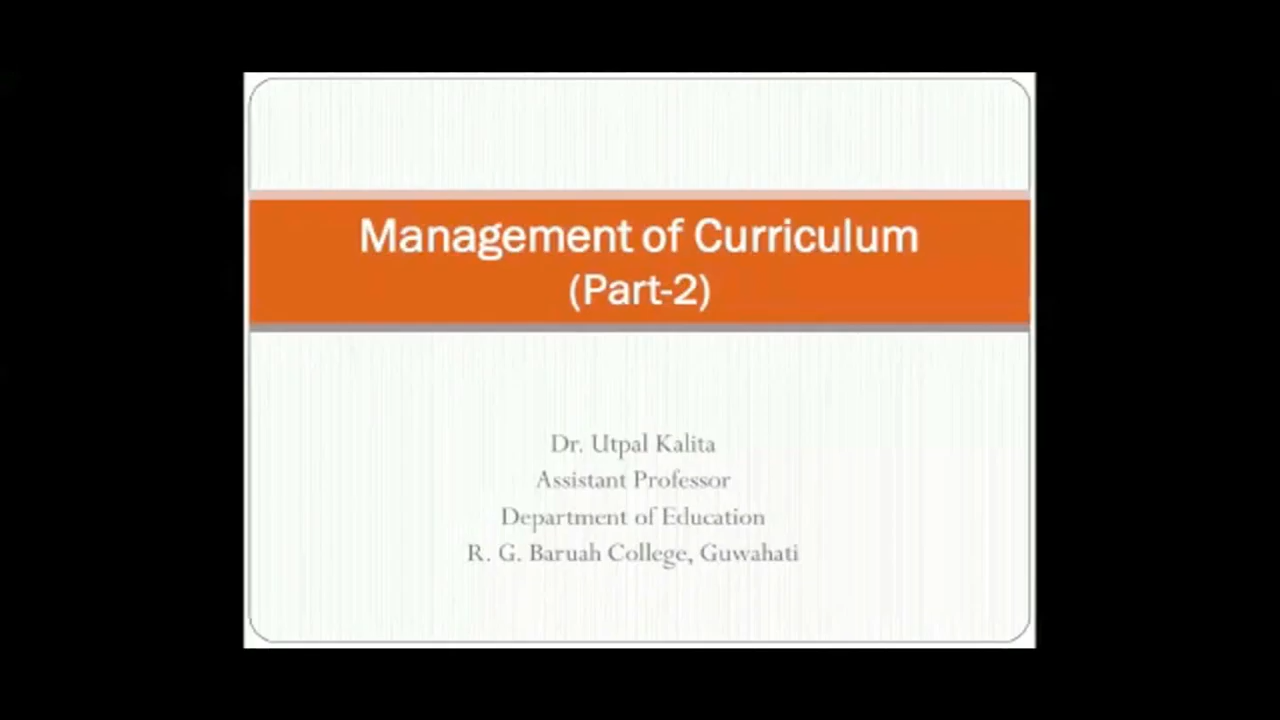 Management of Curriculum
(Part-2)
Dr. Utpal Kalita
Assistant Professor
Department of Education
R. G. Baruah College, Guwahati